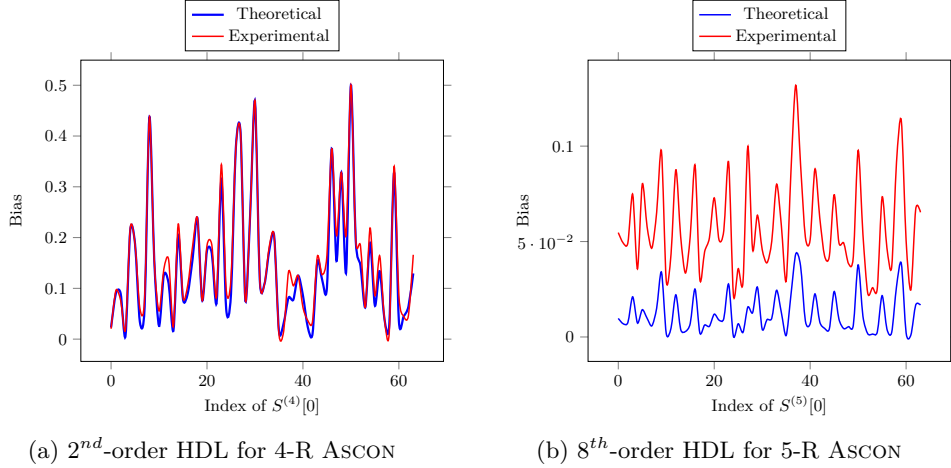 Theoretical
Experimental
0.5
0.4
0.3
0.2
0.1
0
Bias
0 20 40 60
Index of S^(4)[0]
(a) 2^nd-order HDL for 4-R ASCON
Theoretical
Experimental
0.1
5 · 10^−2
0
Bias
0 20 40 60
Index of S^(5)[0]
(b) 8^th-order HDL for 5-R ASCON